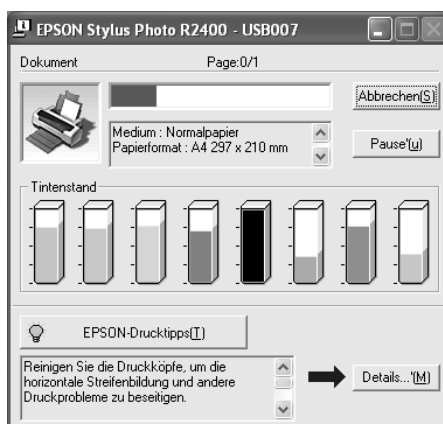 EPSON Stylus Photo R2400 - USB007
Dokument Page:0/1
Abbrechen(S)
Medium : Normalpapier
Papierformat : A4 297 x 210 mm
Pause'(u)
Tintenstand
EPSON-Drucktipps(T)
Reinigen Sie die Druckköpfe, um die
horizontale Streifenbildung und andere
Druckprobleme zu beseitigen.
Details...'(M)